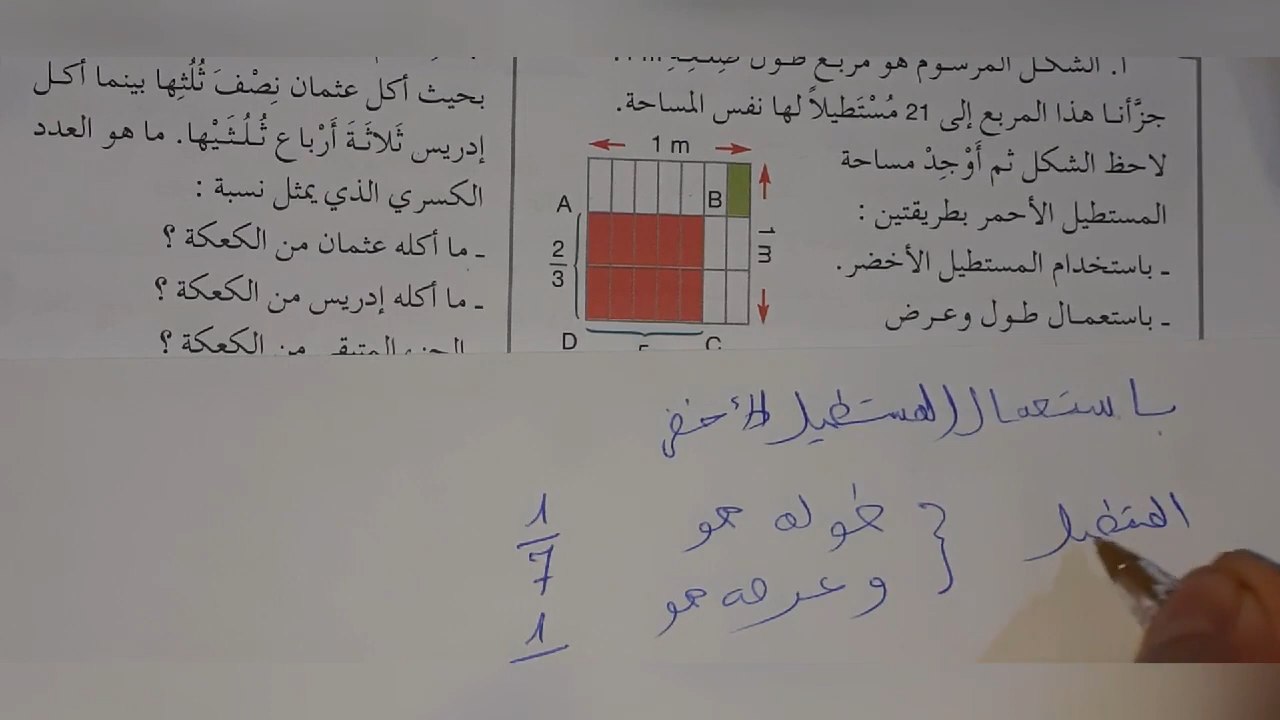 جزَّأنا هذا المربع إلى 21 مُسْتَطيلاً لها نفس المساحة.
لاحظ الشكل ثم أَوْجِدْ مساحة
المستطيل الأحمر بطريقتين :
ـ باستخدام المستطيل الأخضر.
ـ باستعمال طول وعرض
1 m
1 m
A
B
2
3
D
C
بحيث أكل عثمان نِصْفَ ثُلُثِها بينما أكل
إدريس ثَلاثَةَ أَرْباع ثُلُثَيْها. ما هو العدد
الكسري الذي يمثل نسبة :
ـ ما أكله عثمان من الكعكة ؟
ـ ما أكله إدريس من الكعكة ؟
باستعمال المستطيل الأخضر
المستطيل
طوله هو
1
7
وعرضه هو
1